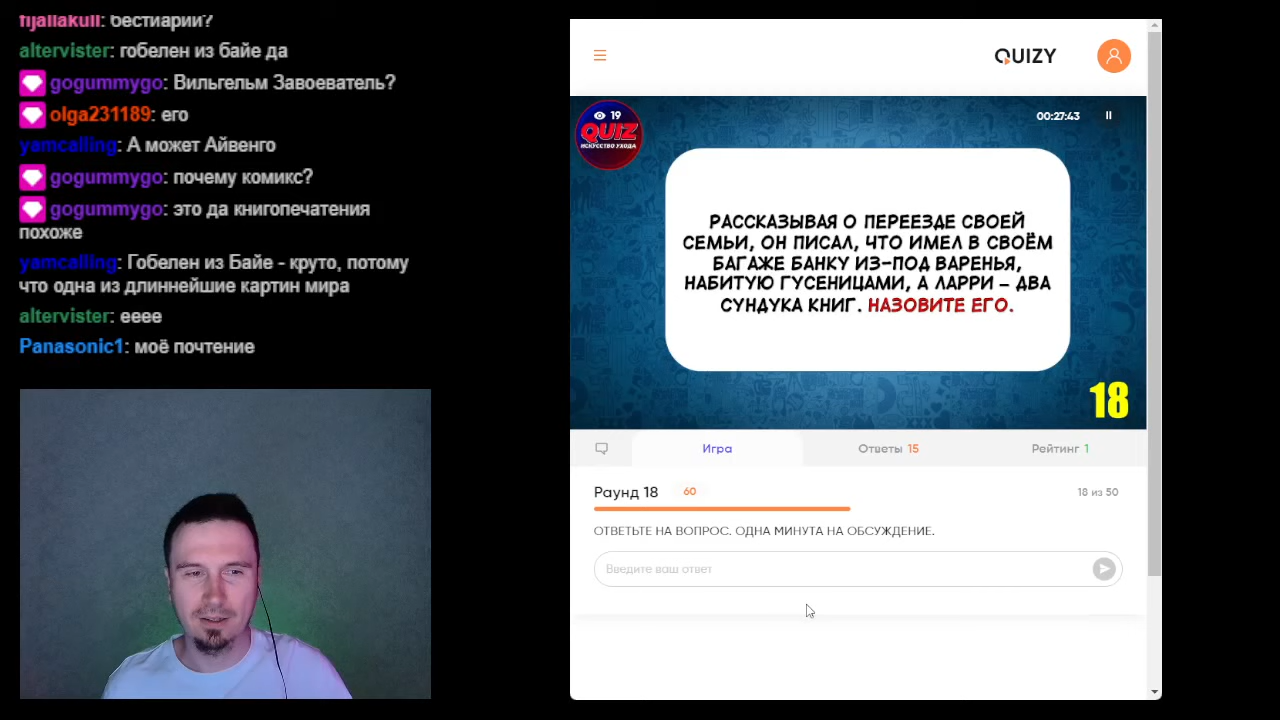 fijallakull: бестиарии?
altervister: гобелен из байе да
gogummygo: Вильгельм Завоеватель?
olga231189: его
yamcalling: А может Айвенго
gogummygo: почему комикс?
gogummygo: это да книгопечатения
похоже
yamcalling: Гобелен из Байе - круто, потому
что одна из длиннейшие картин мира
altervister: ееее
Panasonic1: моё почтение
QUIZY
19
QUIZ
ИСКУССТВО УХОДА
00:27:43
РАССКАЗЫВАЯ О ПЕРЕЕЗДЕ СВОЕЙ
СЕМЬИ, ОН ПИСАЛ, ЧТО ИМЕЛ В СВОЁМ
БАГАЖЕ БАНКУ ИЗ-ПОД ВАРЕНЬЯ,
НАБИТУЮ ГУСЕНИЦАМИ, А ЛАРРИ – ДВА
СУНДУКА КНИГ. НАЗОВИТЕ ЕГО.
18
Игра
Ответы 15
Рейтинг 1
Раунд 18 60
18 из 50
ОТВЕТЬТЕ НА ВОПРОС. ОДНА МИНУТА НА ОБСУЖДЕНИЕ.
Введите ваш ответ